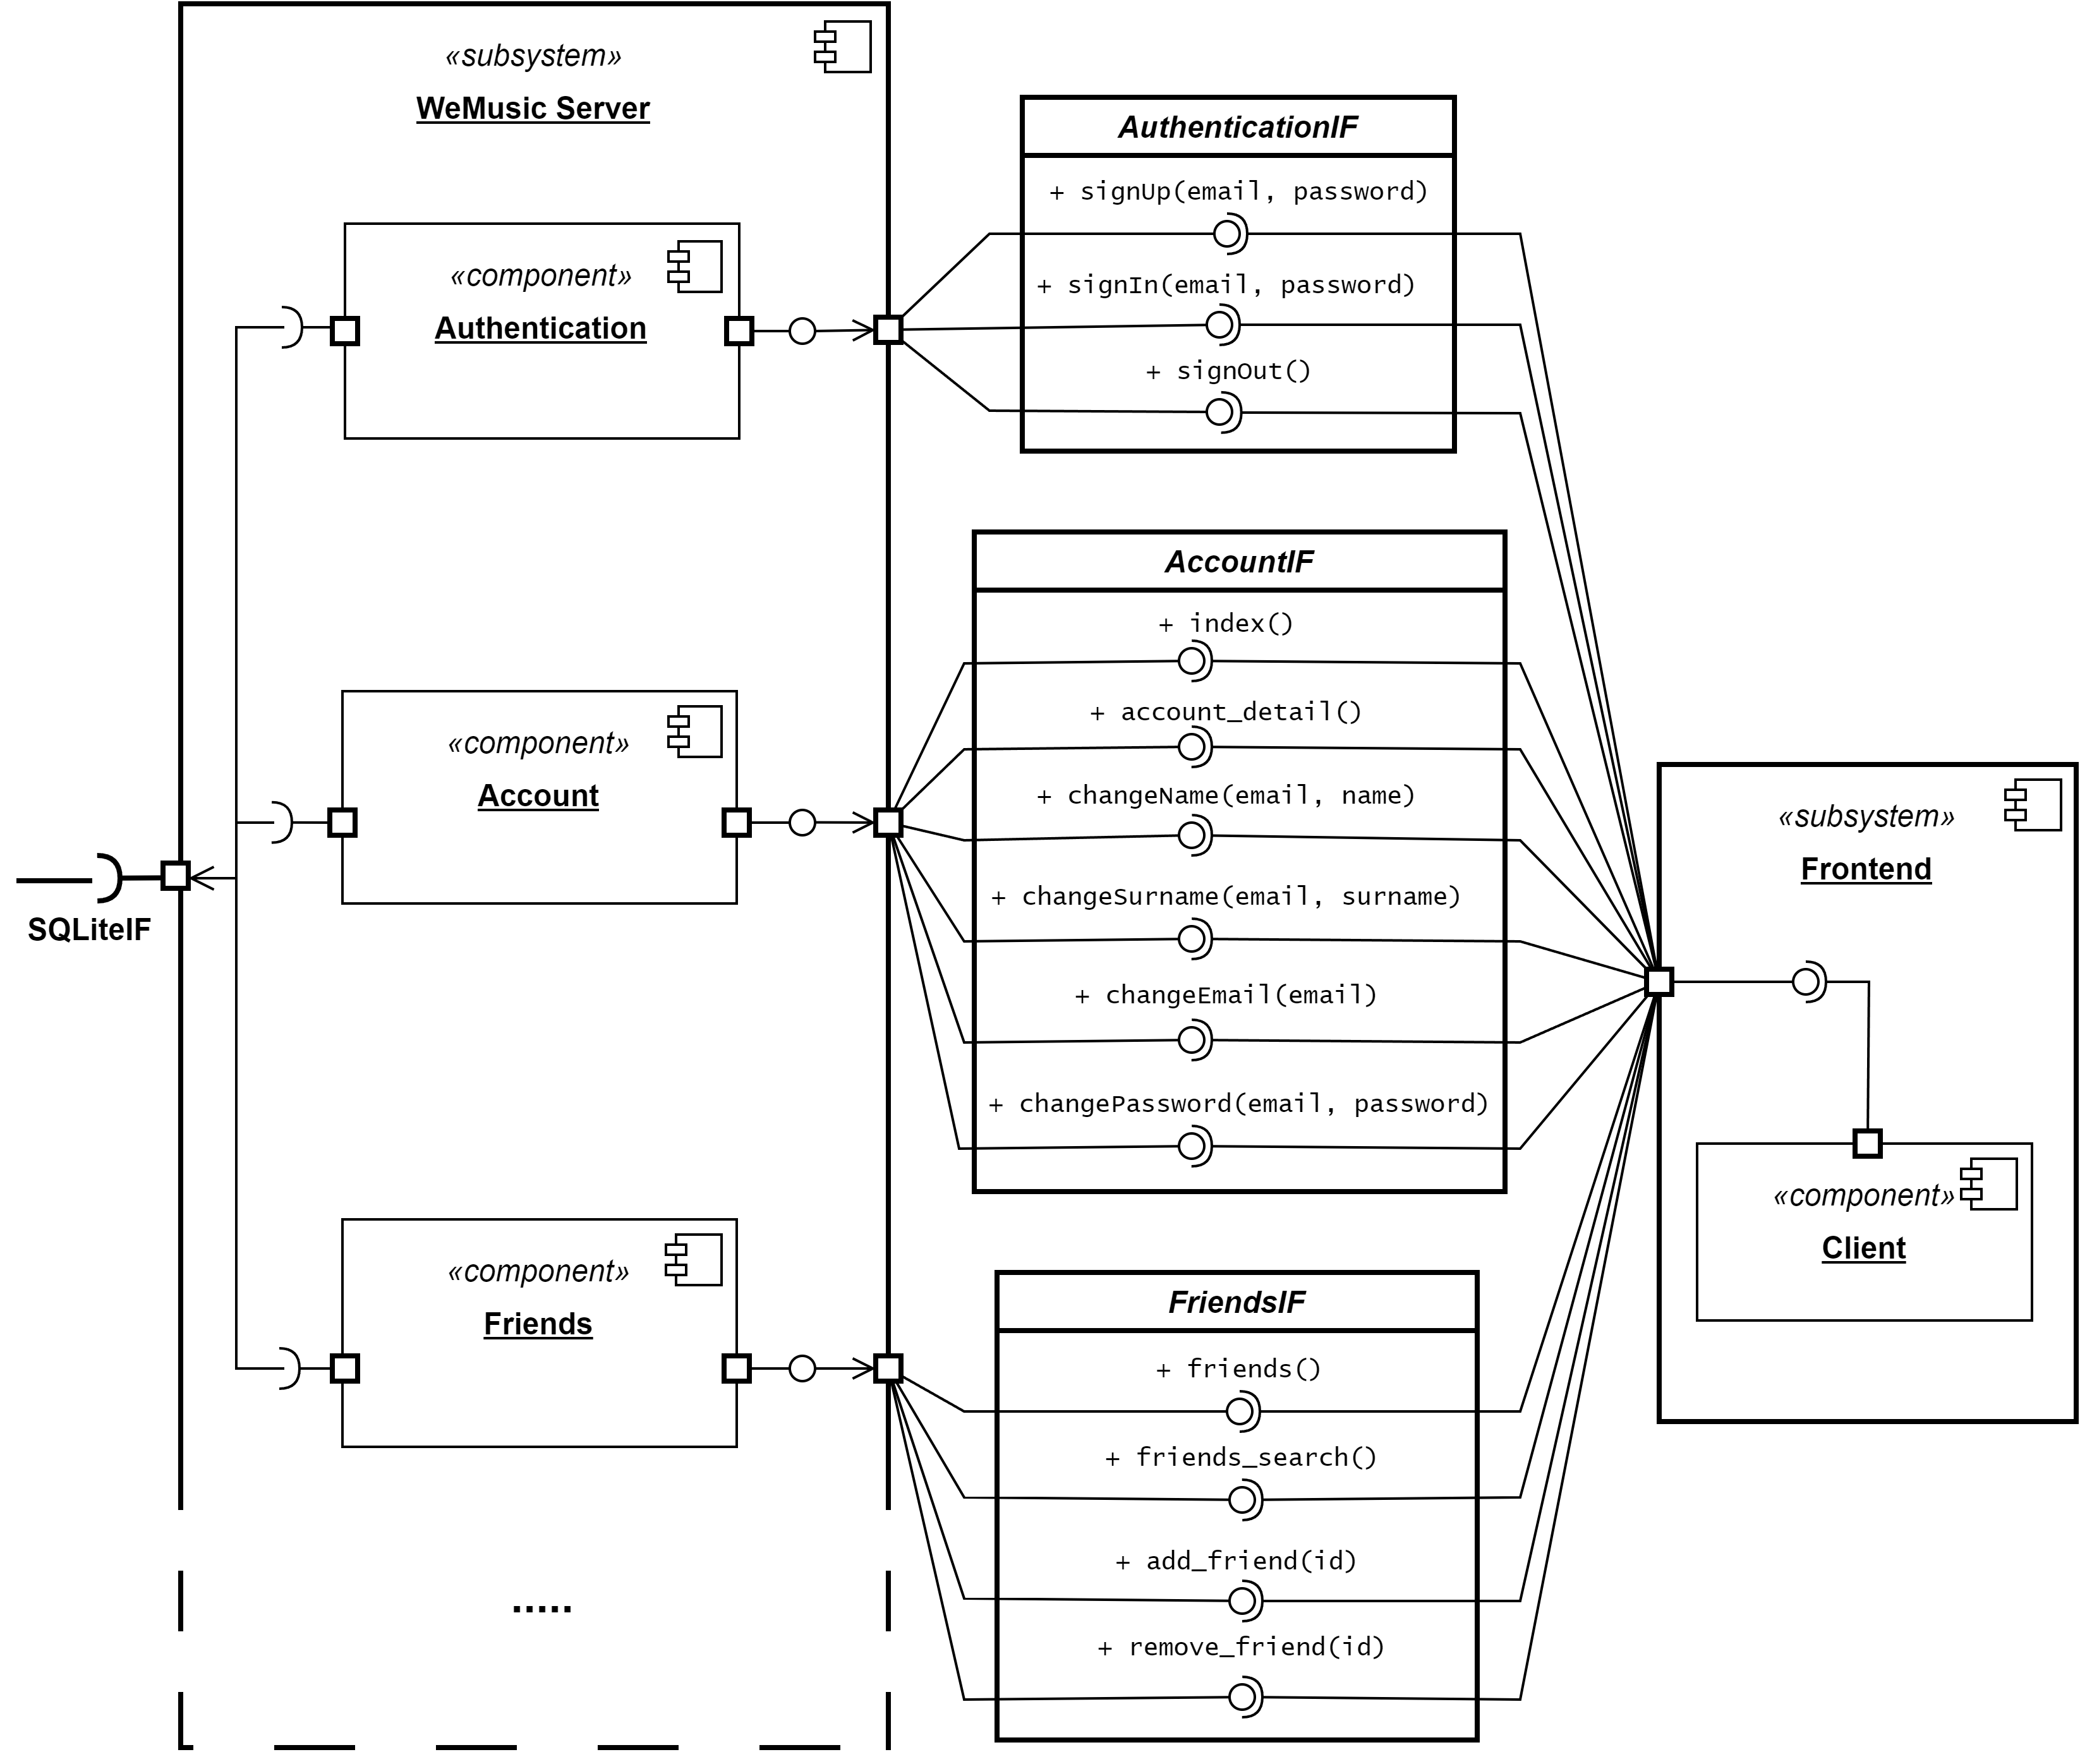 «subsystem»
WeMusic Server
«component»
Authentication
«component»
Account
SQLiteIF
«component»
Friends
.....
AuthenticationIF
+ signUp(email, password)
+ signIn(email, password)
+ signOut()
AccountIF
+ index()
+ account_detail()
+ changeName(email, name)
+ changeSurname(email, surname)
+ changeEmail(email)
+ changePassword(email, password)
FriendsIF
+ friends()
+ friends_search()
+ add_friend(id)
+ remove_friend(id)
«subsystem»
Frontend
«component»
Client